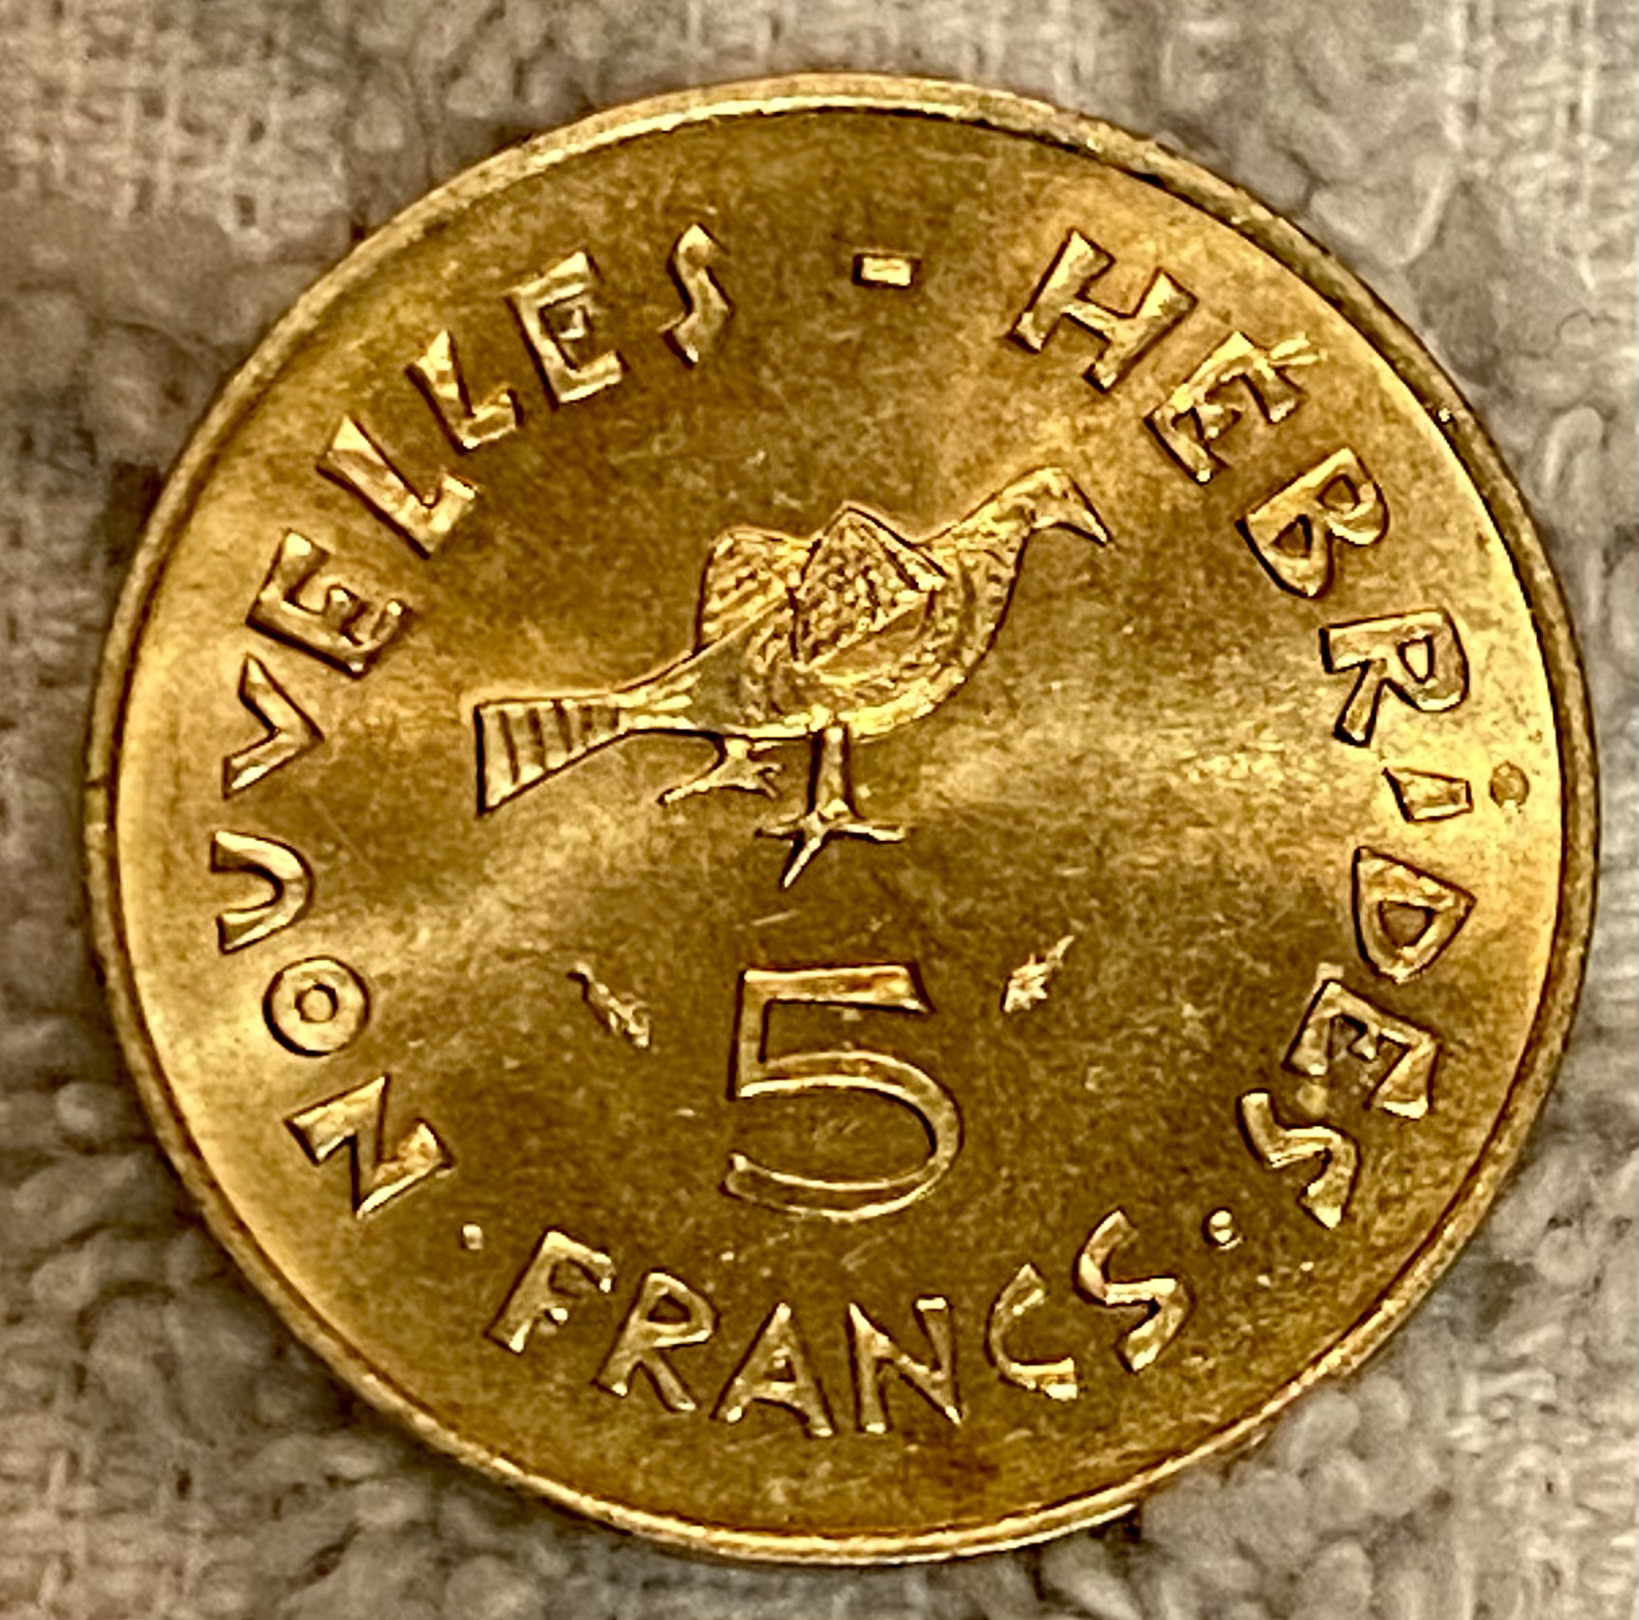 NOUVELLES - HÉBRIDES
5
· FRANCS ·